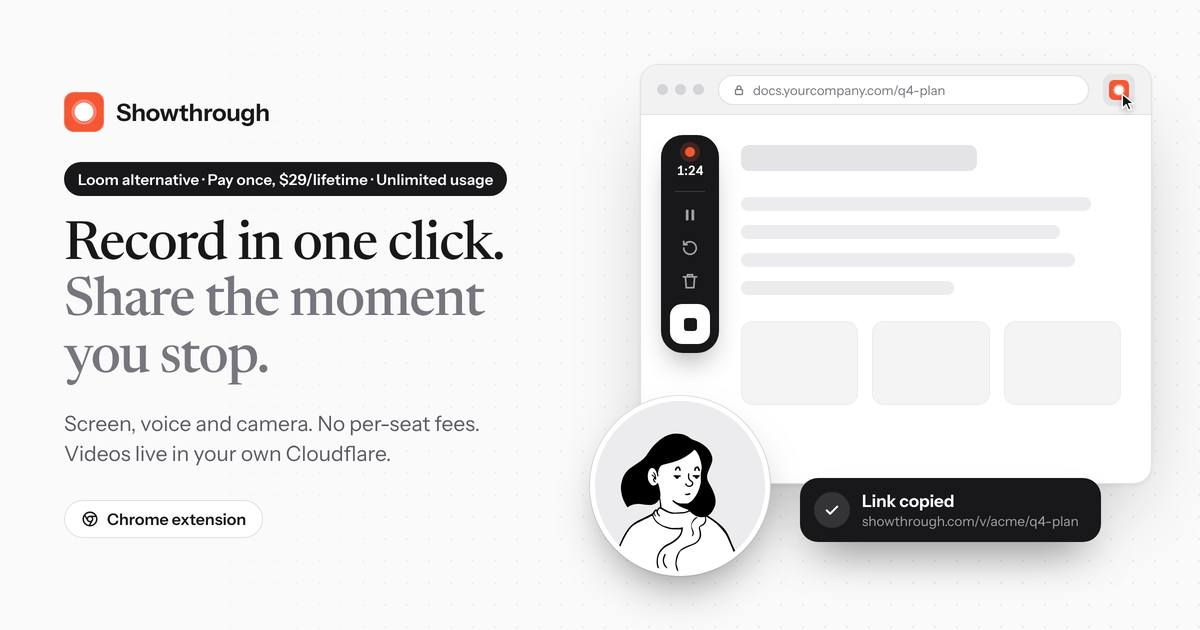 Showthrough
Loom alternative · Pay once, $29/lifetime · Unlimited usage
Record in one click.
Share the moment
you stop.
Screen, voice and camera. No per-seat fees.
Videos live in your own Cloudflare.
Chrome extension
docs.yourcompany.com/q4-plan
1:24
Link copied
showthrough.com/v/acme/q4-plan